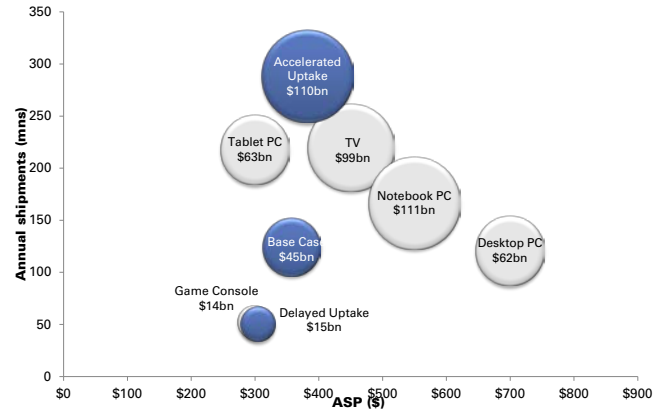 350
300
250
200
150
100
50
0
Annual shipments (mns)
Accelerated
Uptake
$110bn
Tablet PC
$63bn
TV
$99bn
Notebook PC
$111bn
Base Case
$45bn
Desktop PC
$62bn
Game Console
$14bn
Delayed Uptake
$15bn
$0 $100 $200 $300 $400 $500 $600 $700 $800 $900
ASP ($)